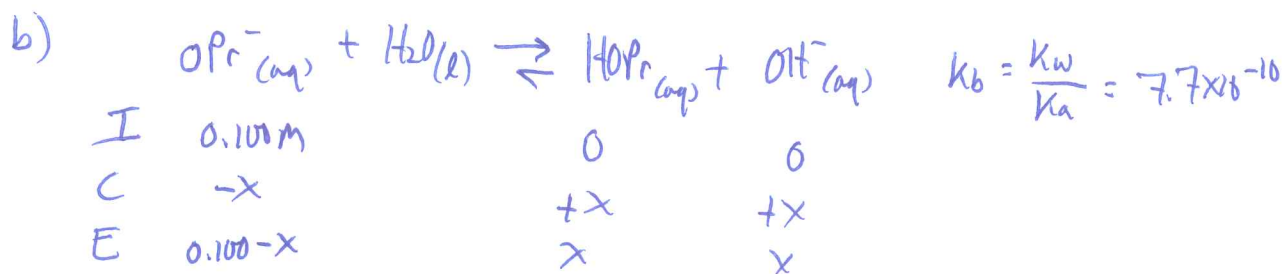 b) OPr⁻(aq) + H2O(l) ⇌ HOPr(aq) + OH⁻(aq) Kb = Kw/Ka = 7.7×10⁻¹⁰
I 0.100M 0 0
C -x +x +x
E 0.100-x x x